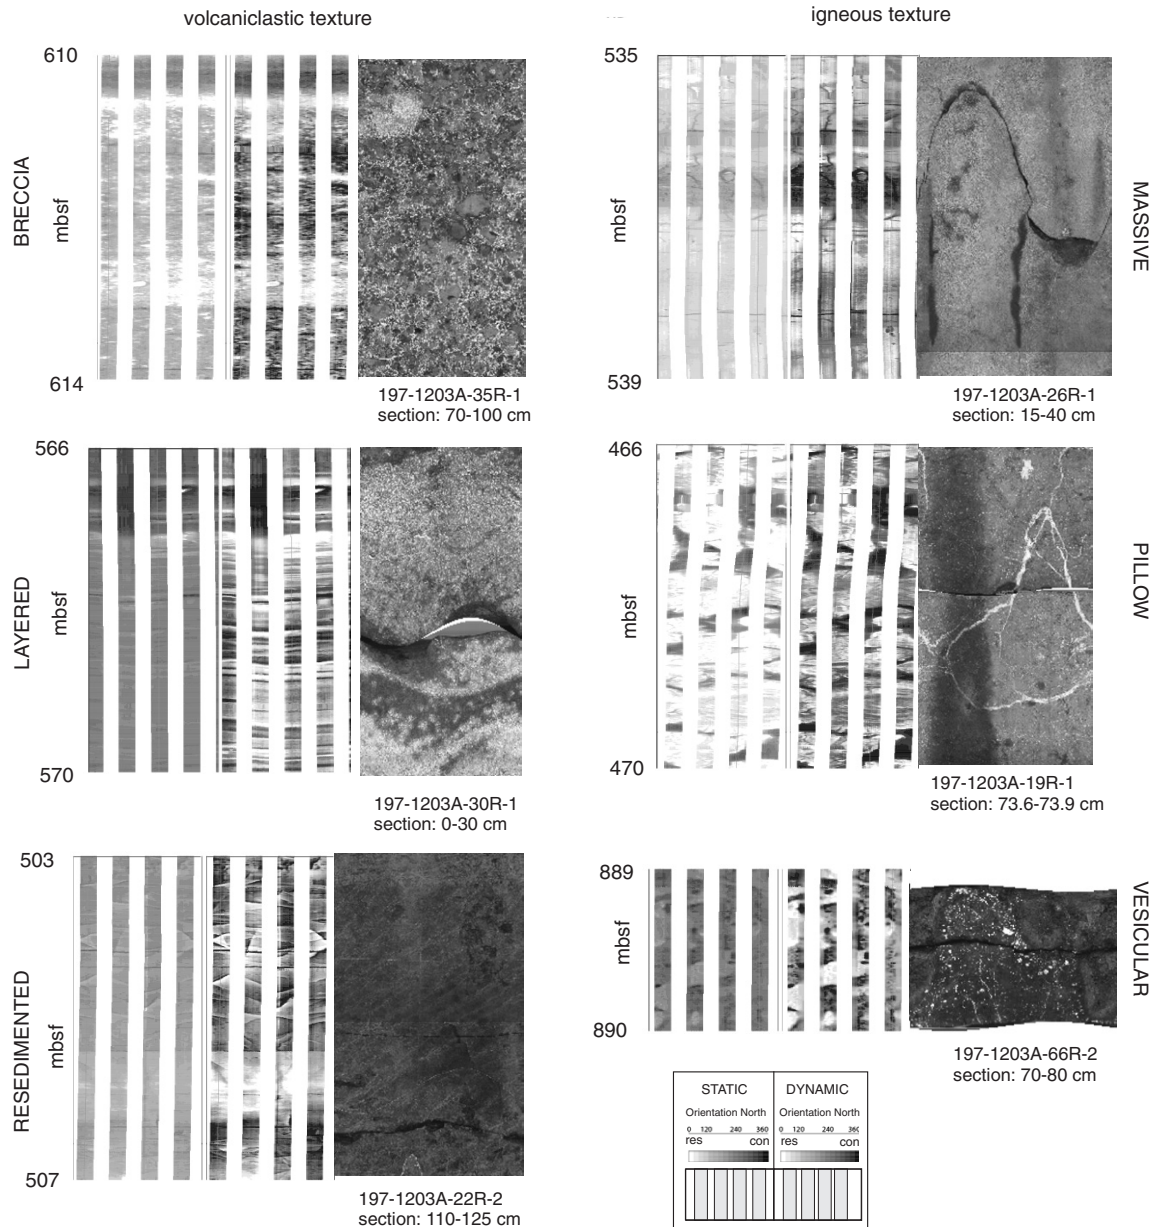 volcaniclastic texture
igneous texture
610
BRECCIA
mbsf
614
197-1203A-35R-1
section: 70-100 cm
535
mbsf
MASSIVE
539
197-1203A-26R-1
section: 15-40 cm
566
LAYERED
mbsf
570
197-1203A-30R-1
section: 0-30 cm
466
mbsf
PILLOW
470
197-1203A-19R-1
section: 73.6-73.9 cm
503
RESEDIMENTED
mbsf
507
197-1203A-22R-2
section: 110-125 cm
889
mbsf
VESICULAR
890
197-1203A-66R-2
section: 70-80 cm
STATIC DYNAMIC
Orientation North Orientation North
0 120 240 360 0 120 240 36
res con res con